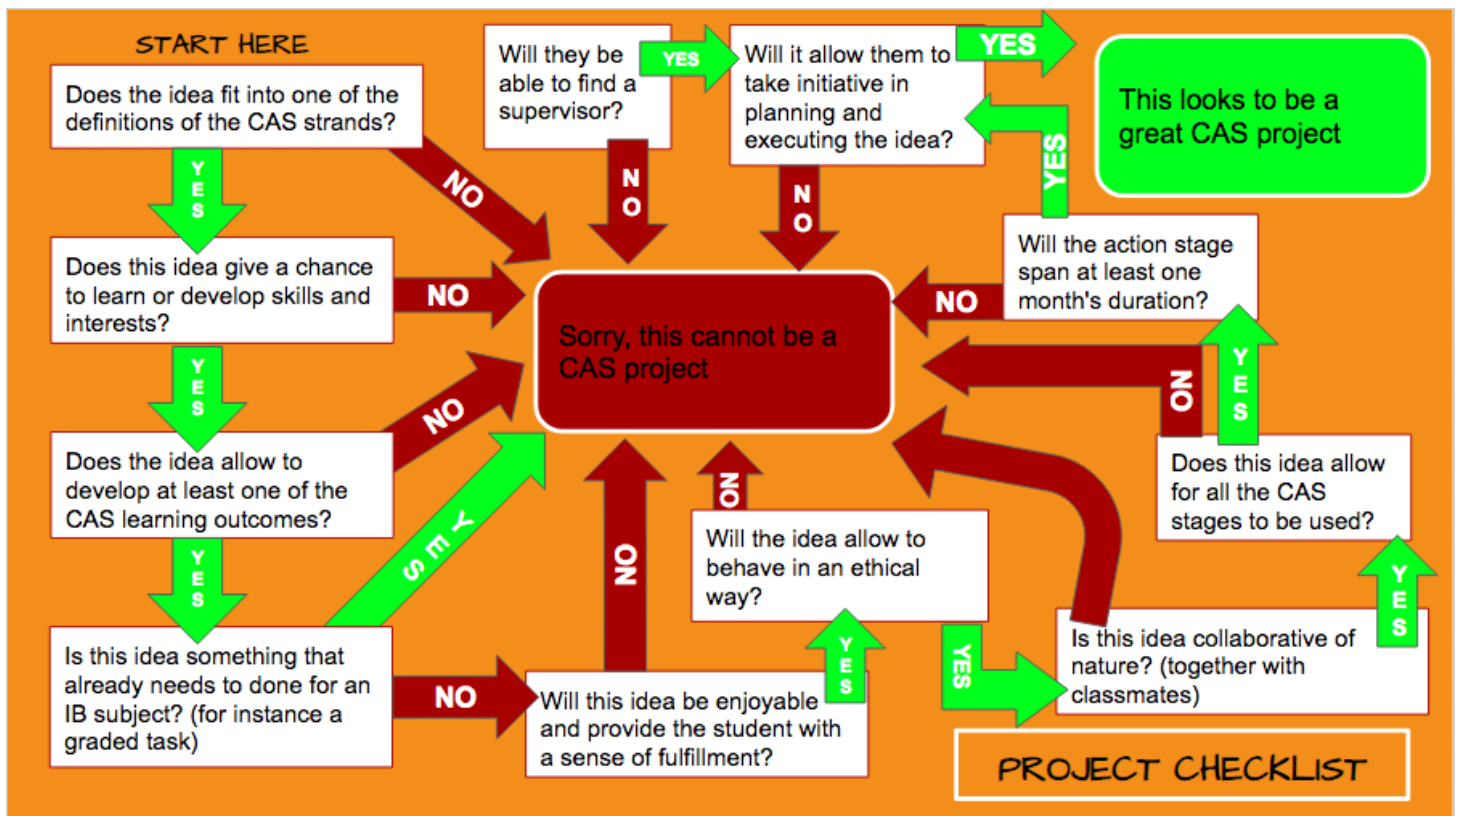 START HERE
Does the idea fit into one of the
definitions of the CAS strands?
YES
NO
Does this idea give a chance
to learn or develop skills and
interests?
NO
YES
Does the idea allow to
develop at least one of the
CAS learning outcomes?
NO
YES
Is this idea something that
already needs to done for an
IB subject? (for instance a
graded task)
YES
NO
Will this idea be enjoyable
and provide the student with
a sense of fulfillment?
NO
YES
Will the idea allow to
behave in an ethical
way?
NO
YES
Is this idea collaborative of
nature? (together with
classmates)
YES
Does this idea allow
for all the CAS
stages to be used?
NO
YES
Will the action stage
span at least one
month's duration?
NO
YES
Will they be
able to find a
supervisor?
YES
NO
Will it allow them to
take initiative in
planning and
executing the idea?
YES
NO
This looks to be a
great CAS project
Sorry, this cannot be a
CAS project
PROJECT CHECKLIST